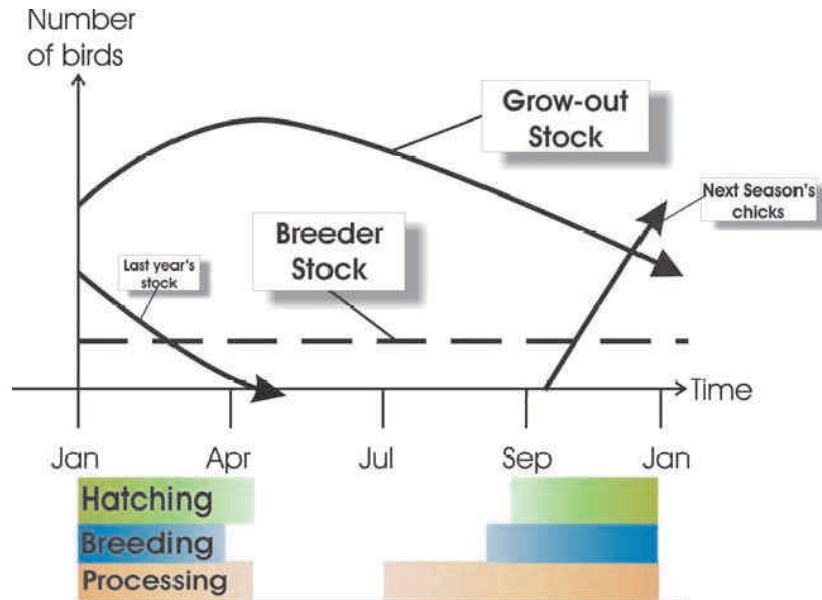 Number
of birds
Grow-out
Stock
Next Season's
chicks
Breeder
Stock
Last year's
stock
Time
Jan
Apr
Jul
Sep
Jan
Hatching
Breeding
Processing